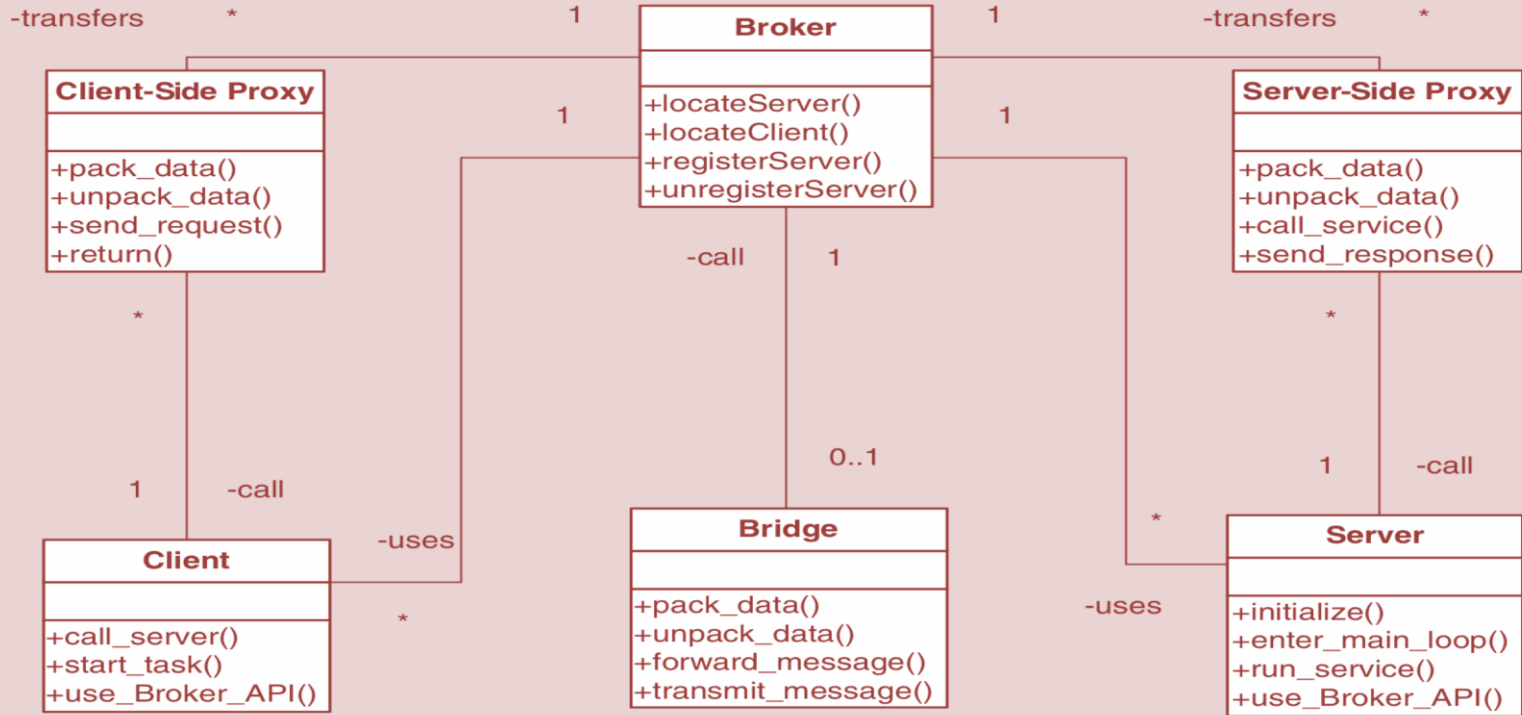 -transfers * 1
Broker
1 -transfers *
Client-Side Proxy
+pack_data()
+unpack_data()
+send_request()
+return()
1
+locateServer()
+locateClient()
+registerServer()
+unregisterServer()
1
Server-Side Proxy
+pack_data()
+unpack_data()
+call_service()
+send_response()
-call 1
*
*
0..1
1 -call
1 -call
-uses
*
*
-uses
Client
+call_server()
+start_task()
+use_Broker_API()
Bridge
+pack_data()
+unpack_data()
+forward_message()
+transmit_message()
Server
+initialize()
+enter_main_loop()
+run_service()
+use_Broker_API()